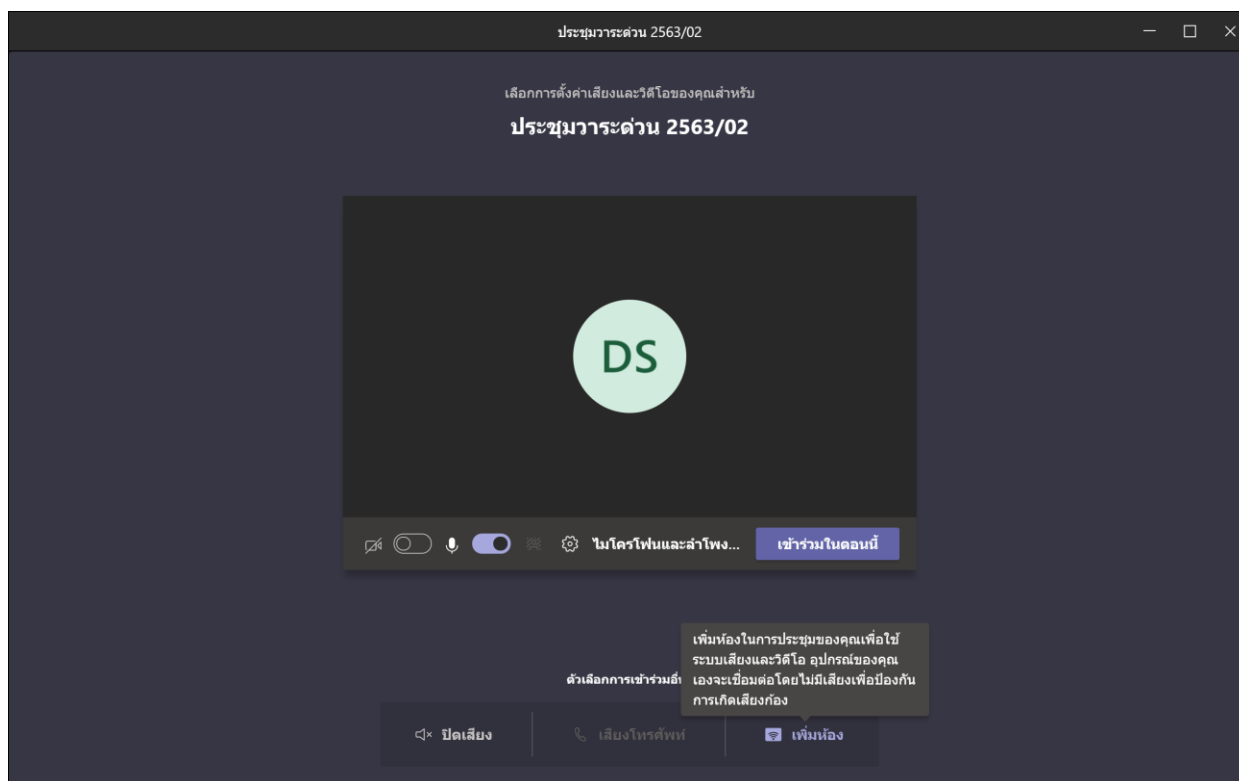 ประชุมวาระด่วน 2563/02
เลือกการตั้งค่าเสียงและวิดีโอของคุณสำหรับ
ประชุมวาระด่วน 2563/02
DS
ไมโครโฟนและลำโพง...
เข้าร่วมในตอนนี้
เพิ่มห้องในการประชุมของคุณเพื่อใช้
ระบบเสียงและวิดีโอ อุปกรณ์ของคุณ
เองจะเชื่อมต่อโดยไม่มีเสียงเพื่อป้องกัน
การเกิดเสียงก้อง
ตัวเลือกการเข้าร่วมอื่
ปิดเสียง
เสียงโทรศัพท์
เพิ่มห้อง